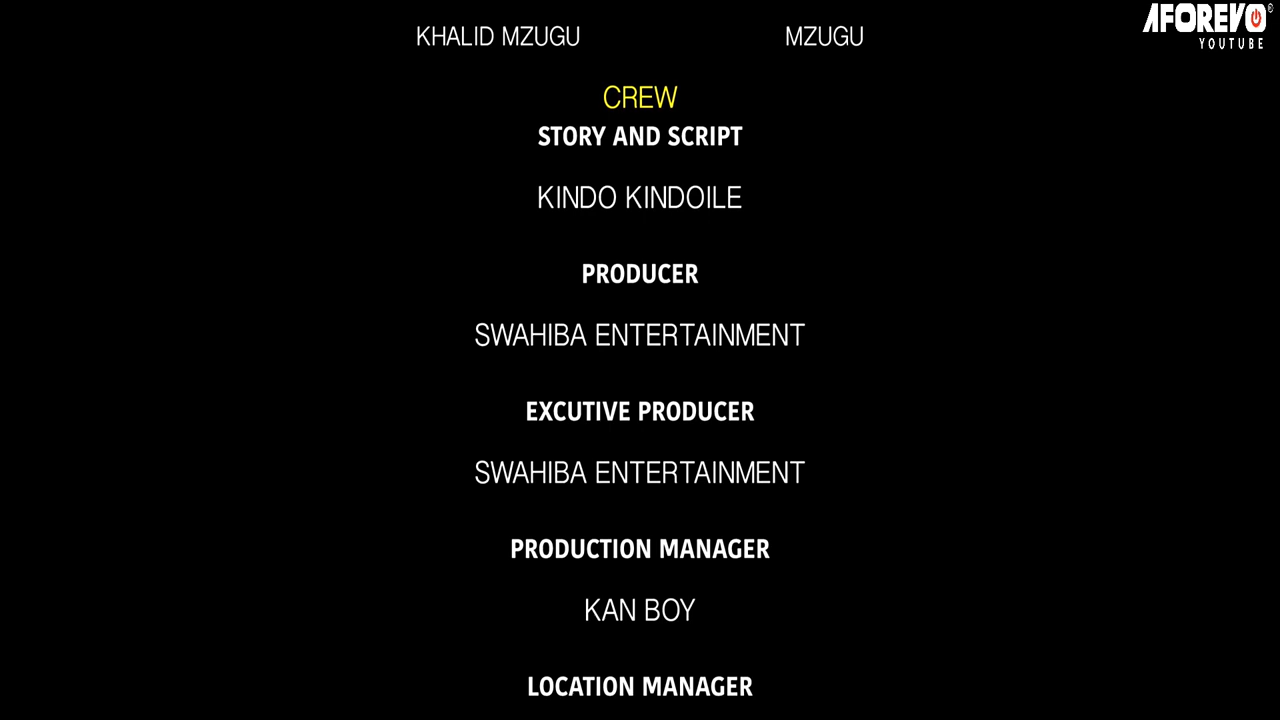 KHALID MZUGU MZUGU
AFOREVO
YOUTUBE
CREW
STORY AND SCRIPT
KINDO KINDOILE
PRODUCER
SWAHIBA ENTERTAINMENT
EXCUTIVE PRODUCER
SWAHIBA ENTERTAINMENT
PRODUCTION MANAGER
KAN BOY
LOCATION MANAGER